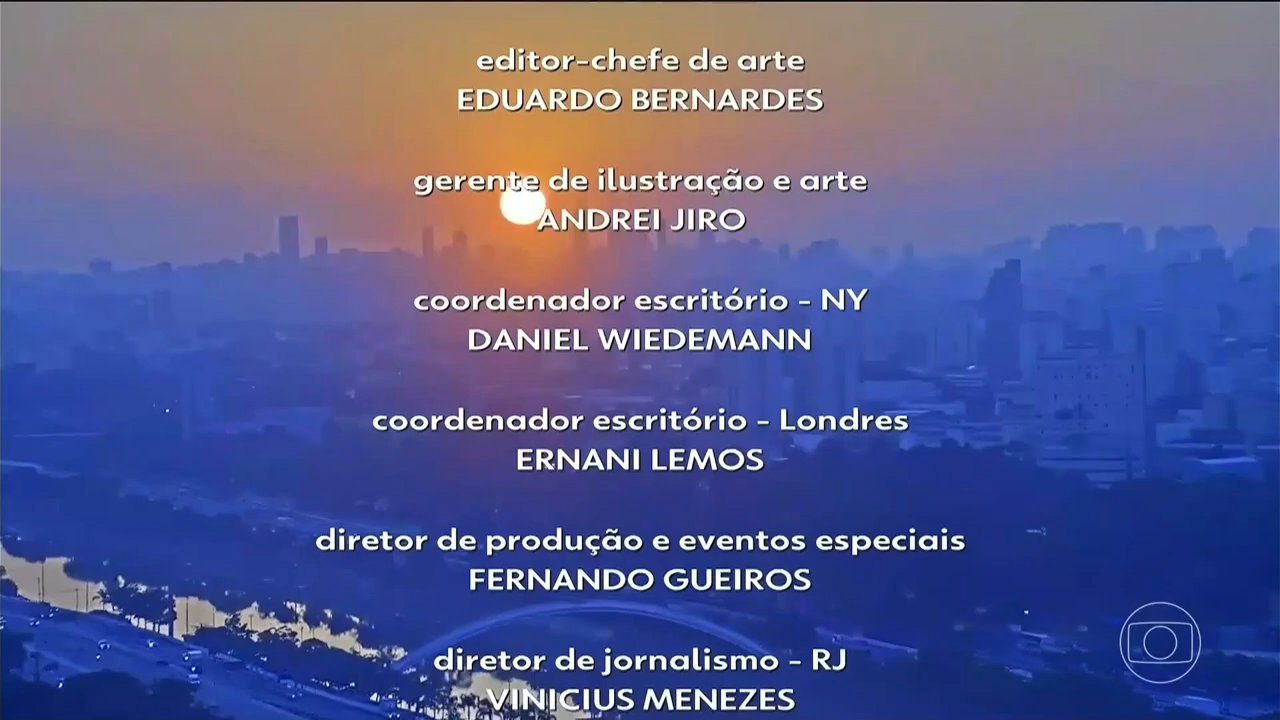 editor-chefe de arte
EDUARDO BERNARDES
gerente de ilustração e arte
ANDREI JIRO
coordenador escritório - NY
DANIEL WIEDEMANN
coordenador escritório - Londres
ERNANI LEMOS
diretor de produção e eventos especiais
FERNANDO GUEIROS
diretor de jornalismo - RJ
VINICIUS MENEZES